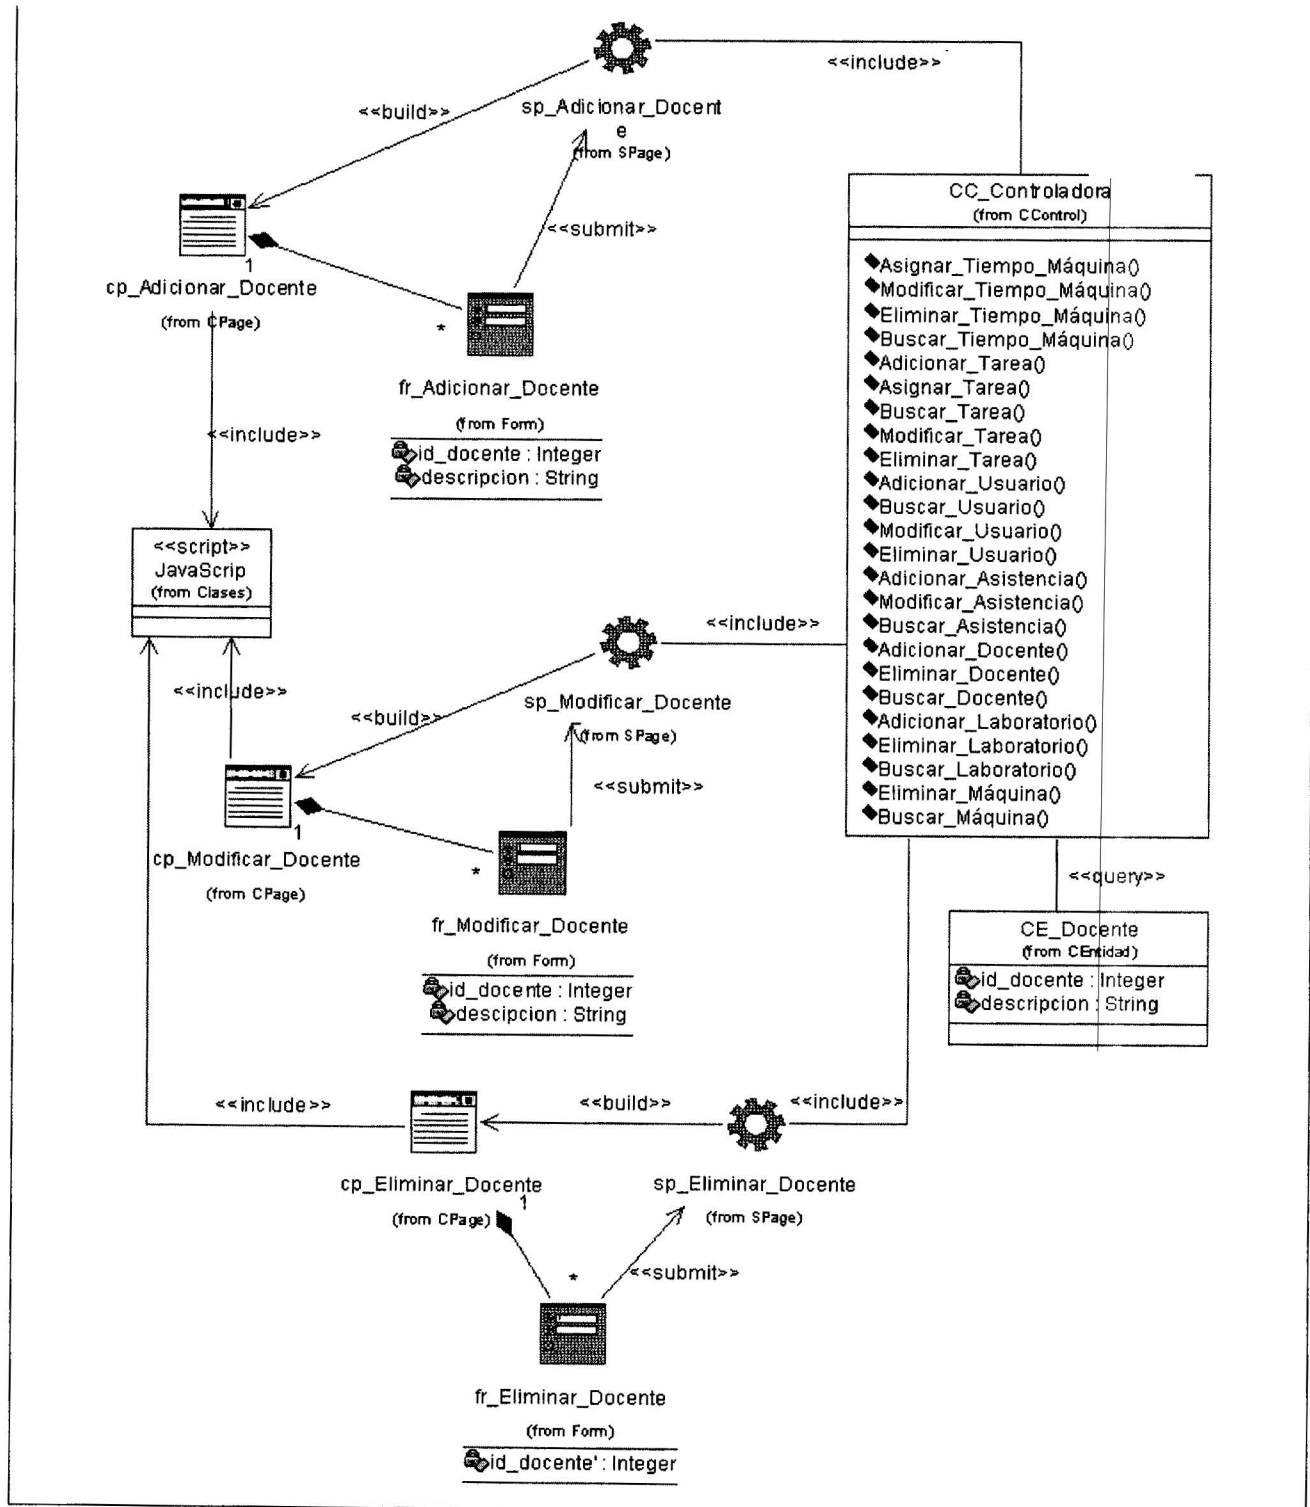 <<include>>
<<build>>
sp_Adicionar_Docent
e
(from SPage)
<<submit>>
1
cp_Adicionar_Docente
(from CPage)
*
fr_Adicionar_Docente
(from Form)
id_docente : Integer
descripcion : String
<<include>>
<<script>>
JavaScrip
(from Clases)
CC_Controladora
(from CControl)
Asignar_Tiempo_Máquina()
Modificar_Tiempo_Máquina()
Eliminar_Tiempo_Máquina()
Buscar_Tiempo_Máquina()
Adicionar_Tarea()
Asignar_Tarea()
Buscar_Tarea()
Modificar_Tarea()
Eliminar_Tarea()
Adicionar_Usuario()
Buscar_Usuario()
Modificar_Usuario()
Eliminar_Usuario()
Adicionar_Asistencia()
Modificar_Asistencia()
Buscar_Asistencia()
Adicionar_Docente()
Eliminar_Docente()
Buscar_Docente()
Adicionar_Laboratorio()
Eliminar_Laboratorio()
Buscar_Laboratorio()
Eliminar_Máquina()
Buscar_Máquina()
<<include>>
<<include>>
<<build>>
sp_Modificar_Docente
(from SPage)
<<submit>>
1
cp_Modificar_Docente
(from CPage)
*
fr_Modificar_Docente
(from Form)
id_docente : Integer
descipcion : String
<<query>>
CE_Docente
(from CEntidad)
id_docente : Integer
descripcion : String
<<include>>
<<build>>
<<include>>
cp_Eliminar_Docente
1
(from CPage)
sp_Eliminar_Docente
(from SPage)
*
<<submit>>
fr_Eliminar_Docente
(from Form)
id_docente' : Integer